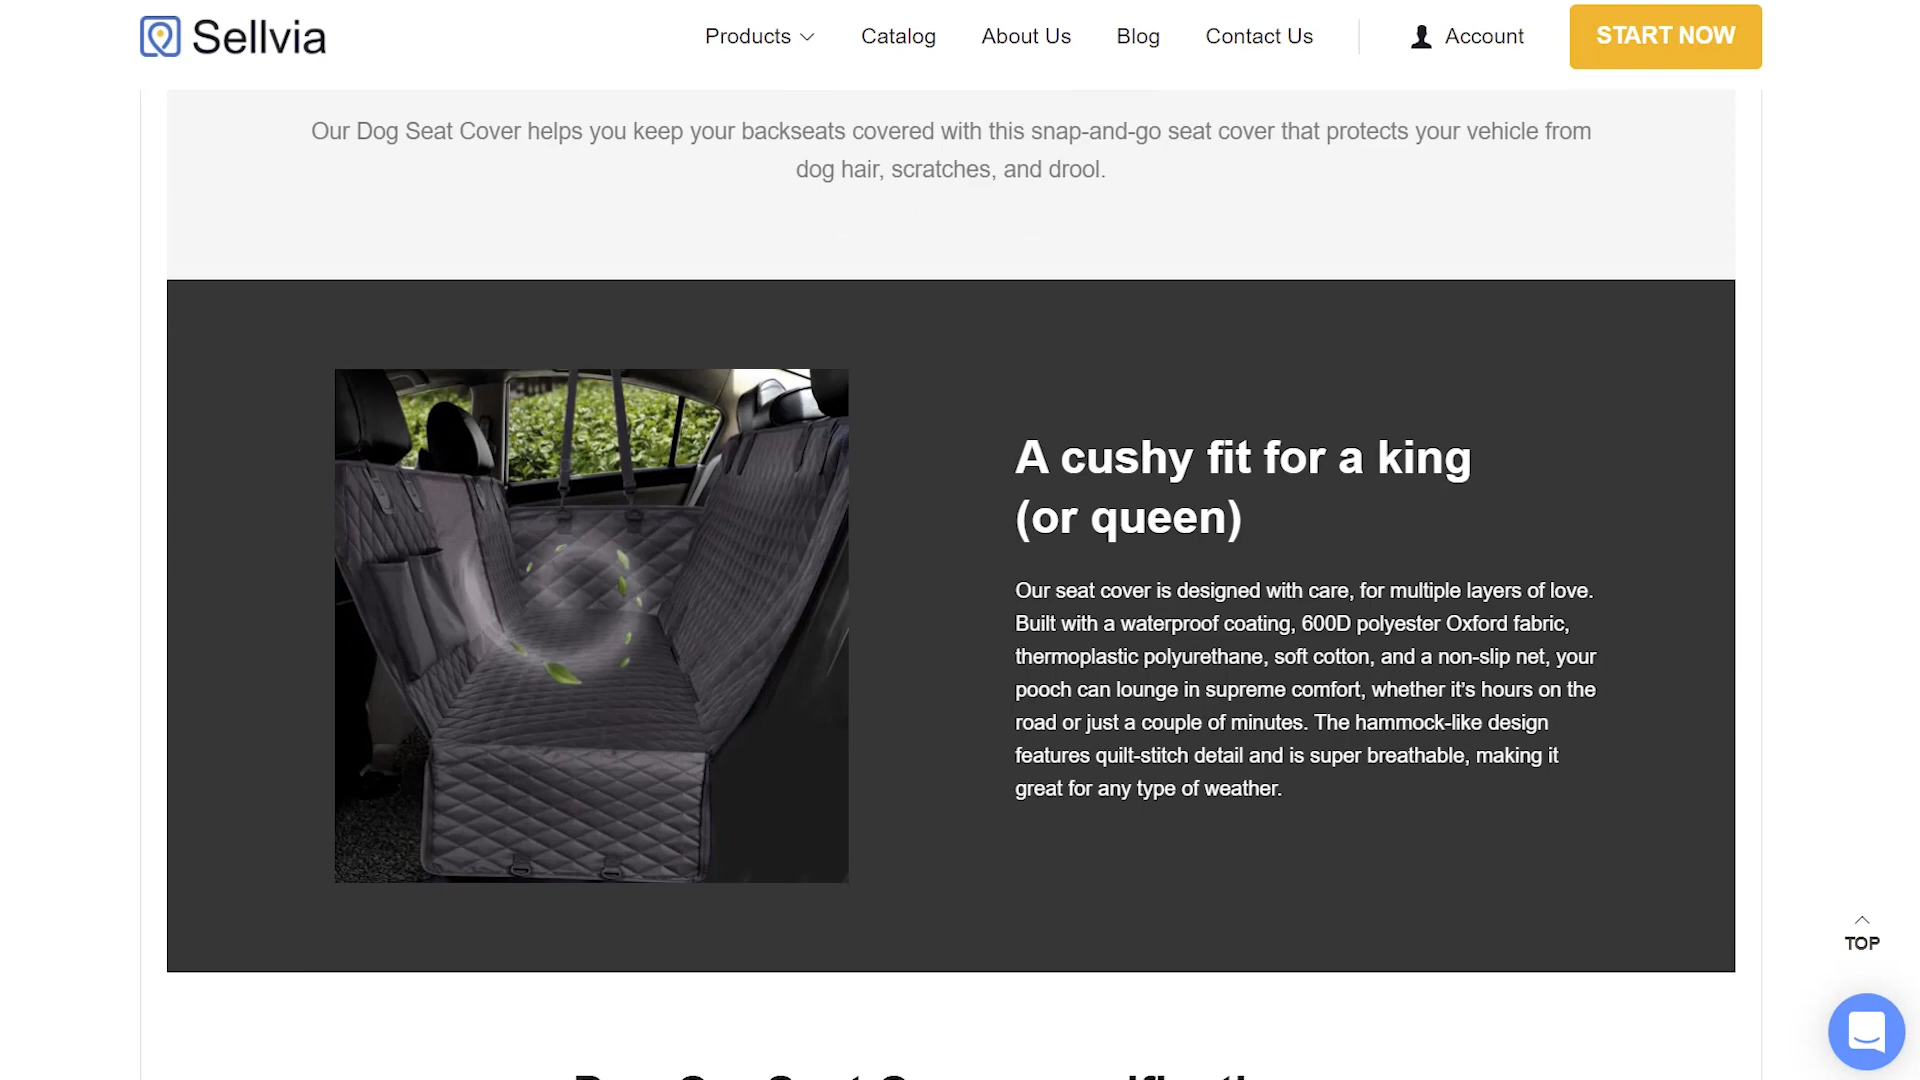 Sellvia
Products
Catalog
About Us
Blog
Contact Us
Account
START NOW
Our Dog Seat Cover helps you keep your backseats covered with this snap-and-go seat cover that protects your vehicle from
dog hair, scratches, and drool.
A cushy fit for a king
(or queen)
Our seat cover is designed with care, for multiple layers of love.
Built with a waterproof coating, 600D polyester Oxford fabric,
thermoplastic polyurethane, soft cotton, and a non-slip net, your
pooch can lounge in supreme comfort, whether it’s hours on the
road or just a couple of minutes. The hammock-like design
features quilt-stitch detail and is super breathable, making it
great for any type of weather.
TOP